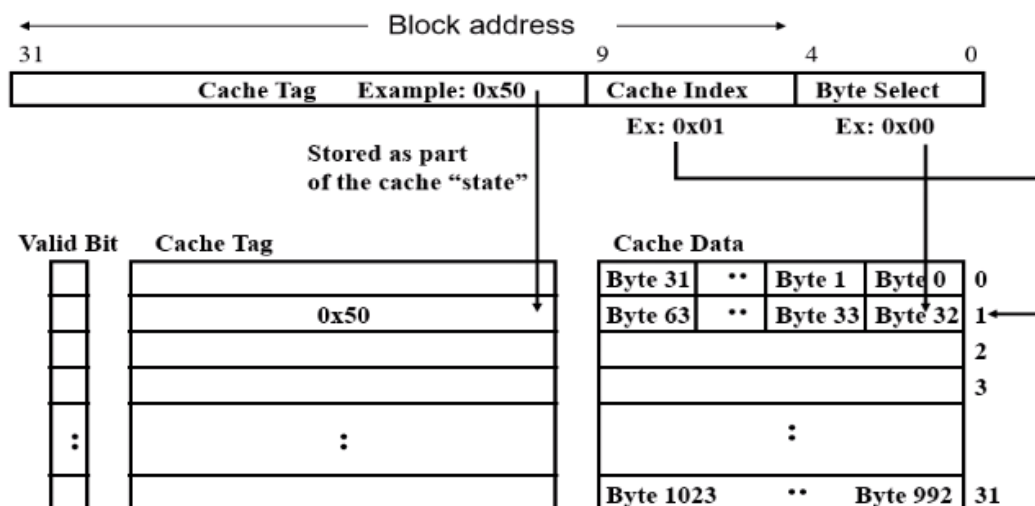 Block address
31 9 4 0
Cache Tag Example: 0x50 Cache Index Byte Select
Ex: 0x01 Ex: 0x00
Stored as part
of the cache “state”
Valid Bit Cache Tag Cache Data
Byte 31 •• Byte 1 Byte 0 0
0x50 Byte 63 •• Byte 33 Byte 32 1
2
3
: : :
Byte 1023 •• Byte 992 31